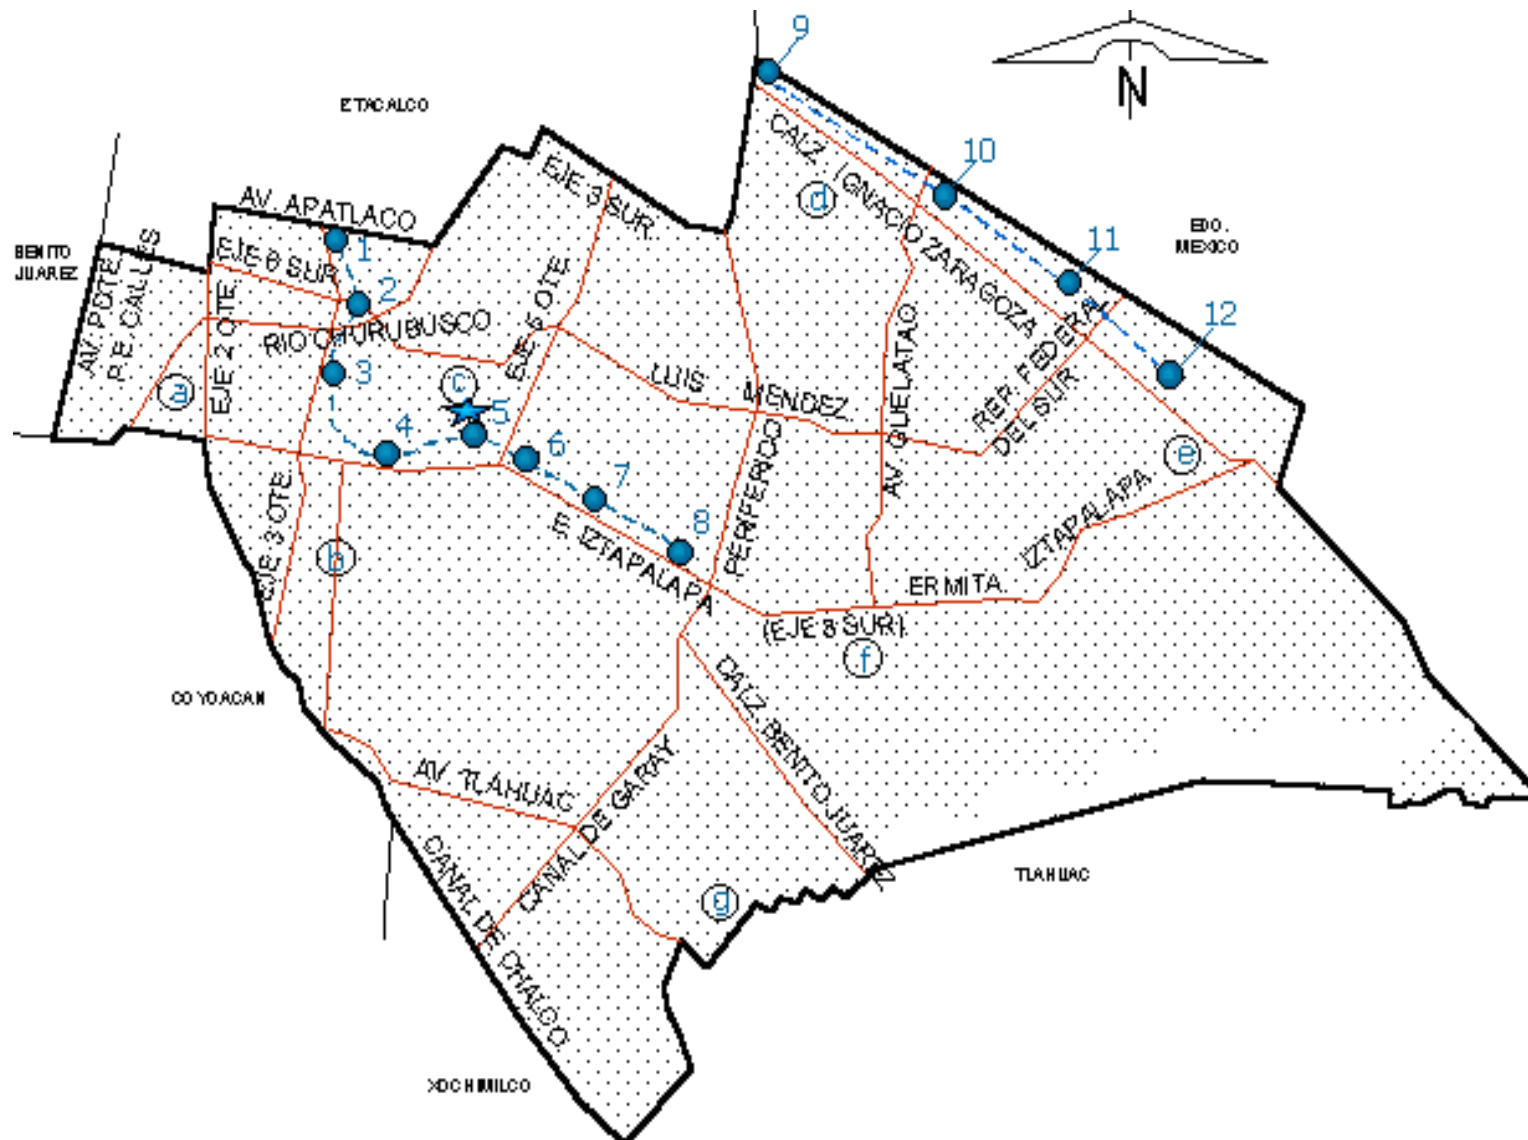 9
N
ETACALCO
CALZ. IGNACIO ZARAGOZA
10
EJE 3 SUR.
d
AV. APATLACO
EDO.
MEXICO
BENITO
JUAREZ
1
EJE 6 SUR
11
AV. PDTE.
P.E. CALLES
2
RIO CHURUBUSCO
EJE 5 OTE.
12
EJE 2 OTE.
REP. FEDERAL
DEL SUR
a
3
c
LUIS MENDEZ
AV. GUELATAO
5
4
6
e
7
PERIFERICO
8
EJE 3 OTE.
b
E. IZTAPALAPA
ERMITA
IZTAPALAPA
(EJE 8 SUR).
f
COYOACAN
CALZ. BENITO JUAREZ
AV. TLAHUAC
CANAL DE GARAY
TLAHUAC
g
CANAL DE CHALCO.
XOCHIMILCO